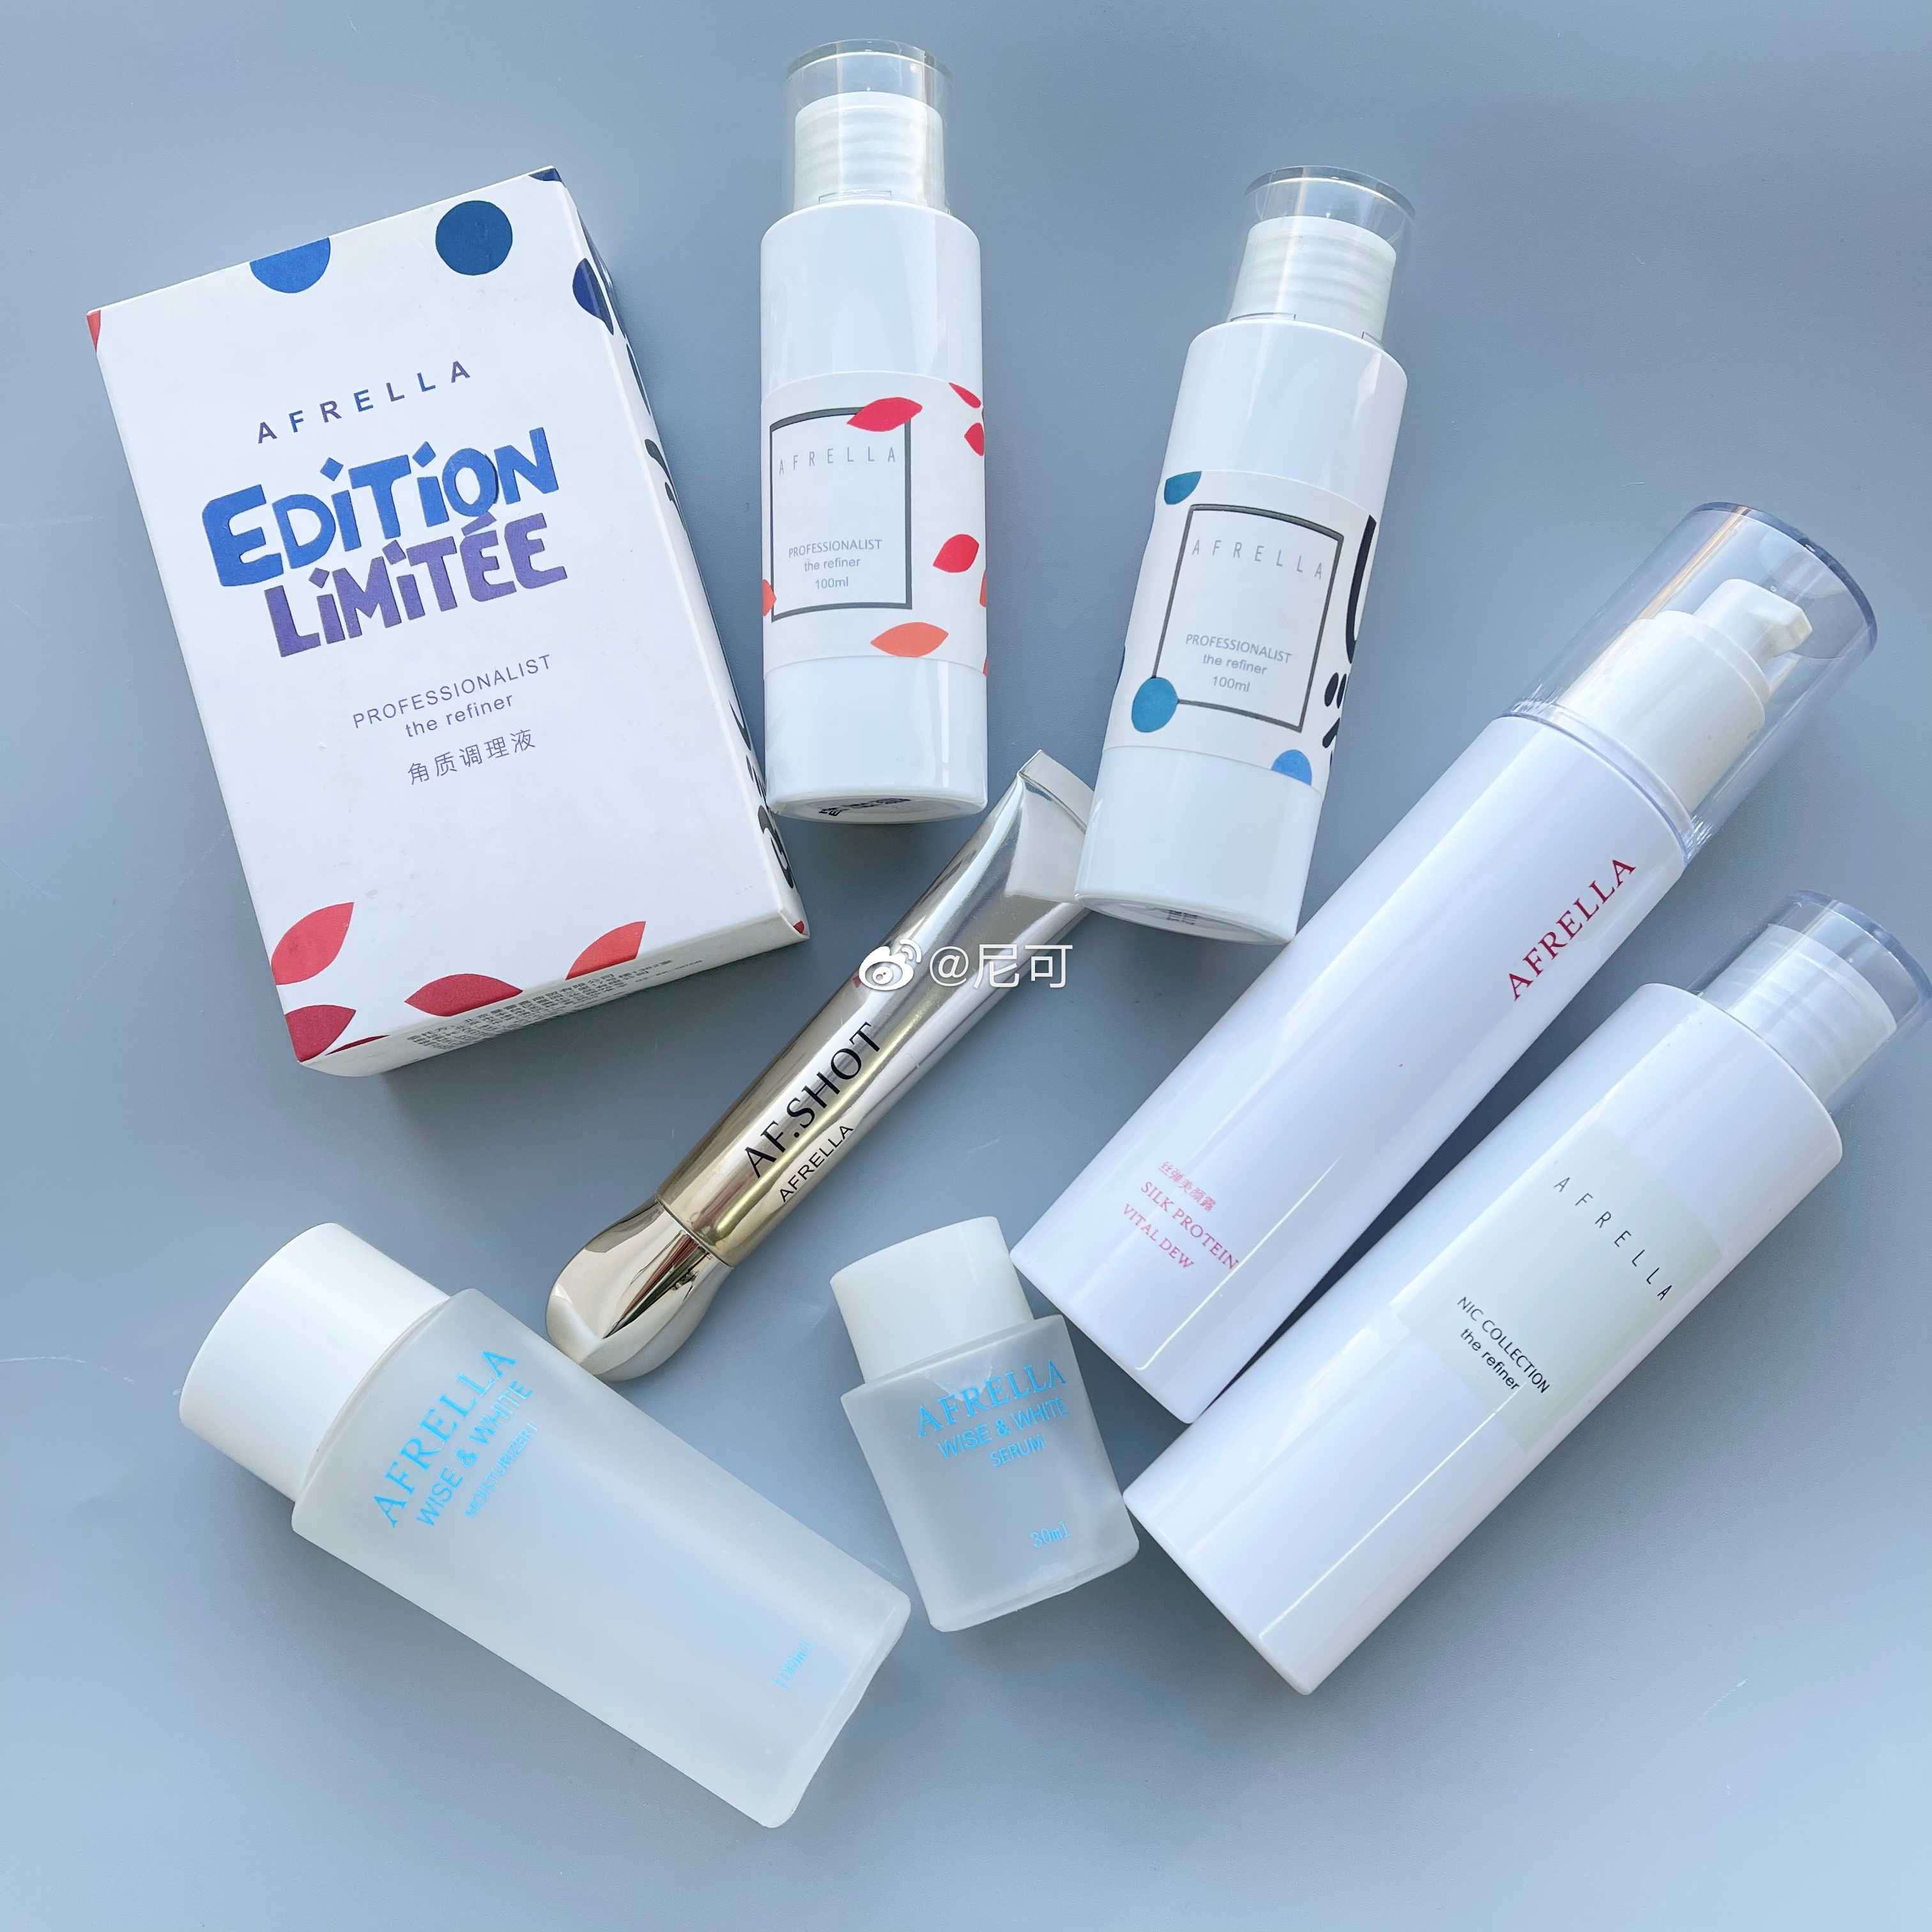 AFRELLA
EDiTiON
LiMiTÉE
PROFESSIONALIST
the refiner
角质调理液
AFRELLA
PROFESSIONALIST
the refiner
100ml
AFRELLA
PROFESSIONALIST
the refiner
100ml
@尼可
AF.SHOT
AFRELLA
AFRELLA
丝弹美颜露
SILK PROTEIN
VITAL DEW
AFRELLA
NIC COLLECTION
the refiner
AFRELLA
WISE & WHITE
MOISTURIZER
AFRELLA
WISE & WHITE
SERUM
30ml